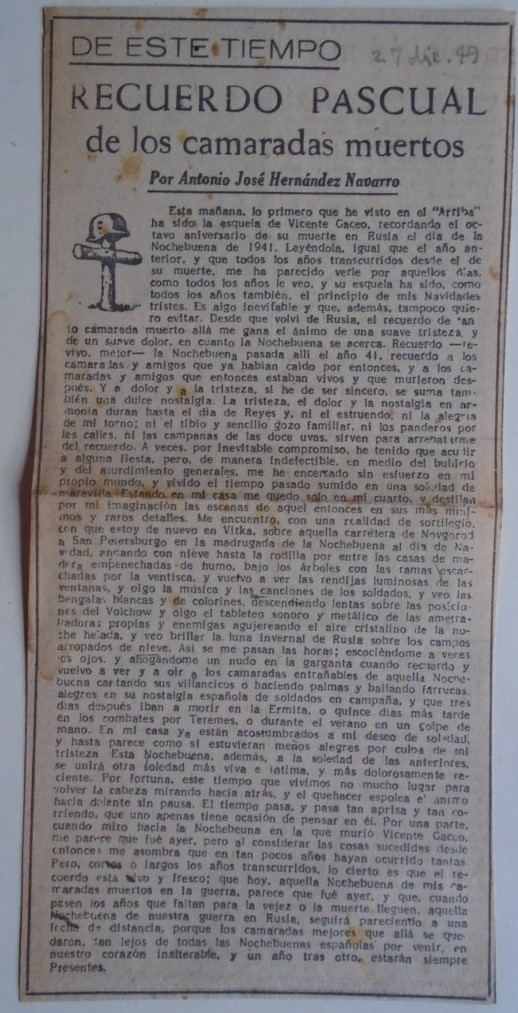 DE ESTE TIEMPO
27 dic. 49
RECUERDO PASCUAL
de los camaradas muertos
Por Antonio José Hernández Navarro
Esta mañana, lo primero que he visto en el "Arriba"
ha sido la esquela de Vicente Gaceo, recordando el oc-
tavo aniversario de su muerte en Rusia el día de la
Nochebuena de 1941. Leyéndola, igual que el año an-
terior, y que todos los años transcurridos desde el de
su muerte, me ha parecido verle por aquellos días,
como todos los años le veo, y su esquela ha sido, como
todos los años también, el principio de mis Navidades
tristes. Es algo inevitable y que, además, tampoco quie-
ro evitar. Desde que volví de Rusia, el recuerdo de tan
to camarada muerto allá me gana el ánimo de una suave tristeza, y
de un suave dolor, en cuanto la Nochebuena se acerca. Recuerdo —re-
vivo, mejor— la Nochebuena pasada allí el año 41, recuerdo a los
camaradas y amigos que ya habían caído por entonces, y a los ca-
maradas y amigos que entonces estaban vivos y que murieron des-
pués. Y a dolor y a la tristeza, si he de ser sincero, se suma tam-
bién una dulce nostalgia. La tristeza, el dolor y la nostalgia en ar-
monía duran hasta el día de Reyes y, ni el estruendo, ni la alegría
de mi torno; ni el tibio y sencillo gozo familiar, ni los panderos por
les calles, ni las campanas de las doce uvas, sirven para arrebatarme
del recuerdo. A veces, por inevitable compromiso, he tenido que acudir
a alguna fiesta, pero, de manera indefectible, en medio del bullicio
y del aturdimiento generales, me he encerrado sin esfuerzo en mi
propio mundo, y vivido el tiempo pasado sumido en una soledad de
maravilla. Estando en mi casa me quedo solo en mi cuarto, y desfilan
por mi imaginación las escenas de aquel entonces en sus más míni-
mos y raros detalles. Me encuentro, con una realidad de sortilegio,
con que estoy de nuevo en Vitka, sobre aquella carretera de Novgorod
a San Petersburgo en la madrugada de la Nochebuena al día de Na-
vidad, andando con nieve hasta la rodilla por entre las casas de ma-
dera empenechadas de humo, bajo los árboles con las ramas escar-
chadas por la ventisca, y vuelvo a ver las rendijas luminosas de las
ventanas, y oigo la música y las canciones de los soldados, y veo las
bengalas blancas y de colorines, descendiendo lentas sobre las posicio-
nes del Volchow y oigo el tableteo sonoro y metálico de las ametra-
lladoras propias y enemigas agujereando el aire cristalino de la no-
che helada, y veo brillar la luna invernal de Rusia sobre los campos
arropados de nieve. Así se me pasan las horas; escociéndome a veces
los ojos, y ahogándome un nudo en la garganta cuando recuerdo y
vuelvo a ver y a oír a los camaradas entrañables de aquella Noche-
buena cantando sus villancicos o haciendo palmas y bailando farrucas,
alegres en su nostalgia española de soldados en campaña, y que tres
días después iban a morir en la Ermita, o quince días más tarde
en los combates por Teremes, o durante el verano en un golpe de
mano. En mi casa ya están acostumbrados a mi deseo de soledad,
y hasta parece como si estuvieran menos alegres por culpa de mi
tristeza. Esta Nochebuena, además, a la soledad de las anteriores,
se unirá otra soledad más viva e íntima, y más dolorosamente re-
ciente. Por fortuna, este tiempo que vivimos no mucho lugar para
volver la cabeza mirando hacia atrás, y el quehacer espolea el ánimo
hacia delante sin pausa. El tiempo pasa, y pasa tan aprisa y tan co-
rriendo, que uno apenas tiene ocasión de pensar en él. Por una parte,
cuando miro hacia la Nochebuena en la que murió Vicente Gaceo,
me parece que fué ayer, pero al considerar las cosas sucedidas desde
entonces me asombra que en tan pocos años hayan ocurrido tantas
Pero, cortos o largos los años transcurridos, lo cierto es que el re-
cuerdo está vivo y fresco; que hoy, aquella Nochebuena de mis ca-
maradas muertos en la guerra, parece que fué ayer, y que, cuando
pasen los años que faltan para la vejez o la muerte lleguen, aquella
Nochebuena de nuestra guerra en Rusia, seguirá pareciendo a una
fecha de distancia, porque los camaradas mejores que allá se que-
daron, tan lejos de todas las Nochebuenas españolas por venir, en
nuestro corazón inalterable, y un año tras otro, estarán siempre
Presentes.